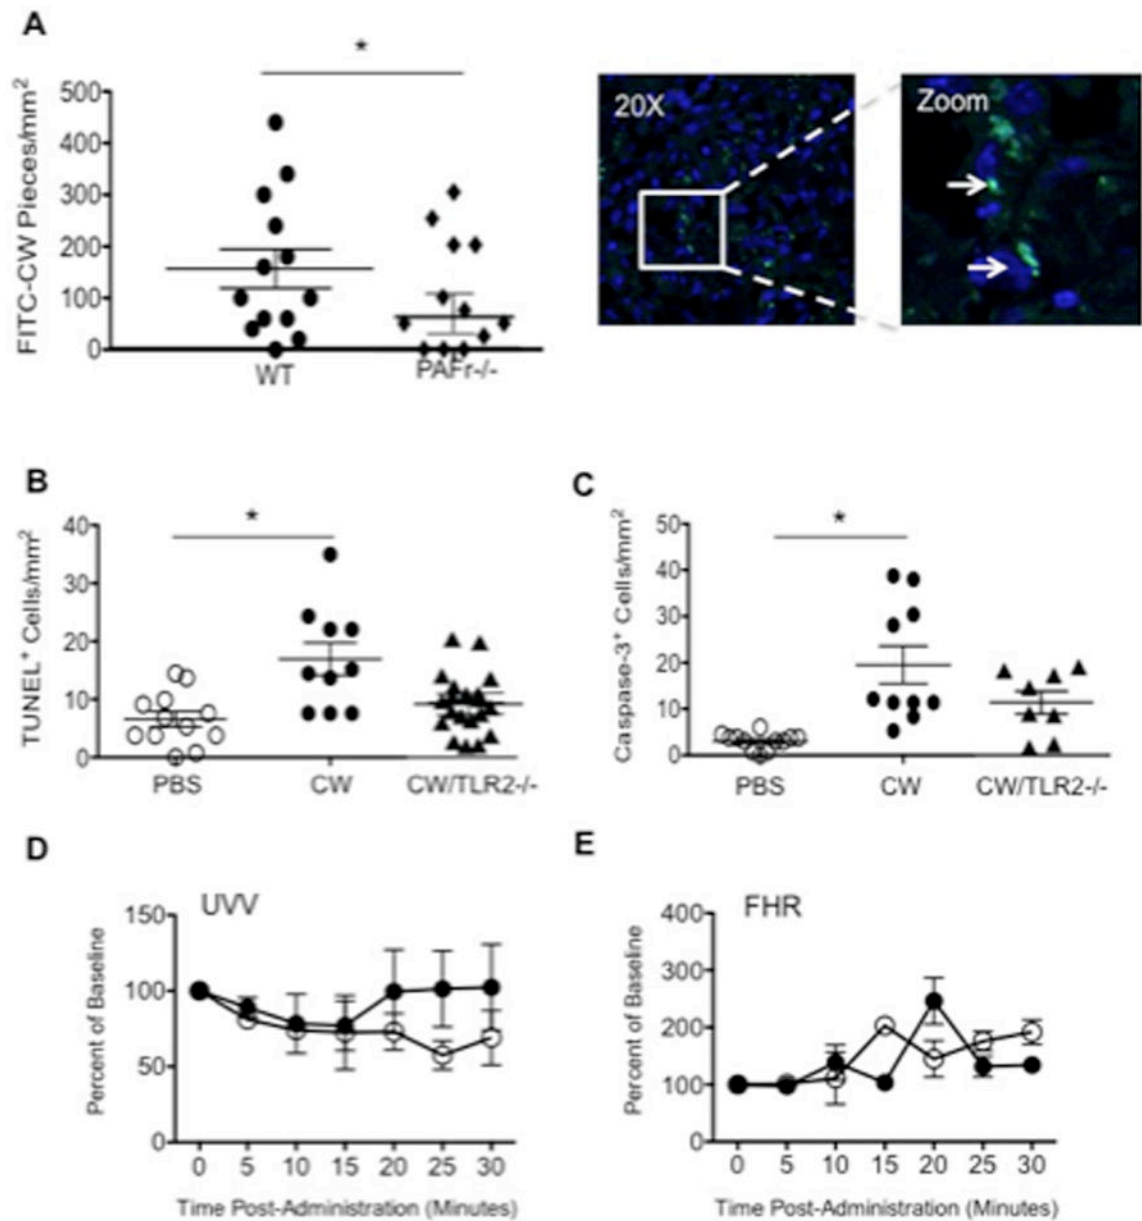 A
*
FITC-CW Pieces/mm²
500
400
300
200
100
0
WT
PAFr-/-
20X
Zoom
B
*
TUNEL⁺ Cells/mm²
40
30
20
10
0
PBS
CW
CW/TLR2-/-
C
*
Caspase-3⁺ Cells/mm²
50
40
30
20
10
0
PBS
CW
CW/TLR2-/-
D
UVV
Percent of Baseline
150
100
50
0
0 5 10 15 20 25 30
Time Post-Administration (Minutes)
E
FHR
Percent of Baseline
400
300
200
100
0
0 5 10 15 20 25 30
Time Post-Administration (Minutes)